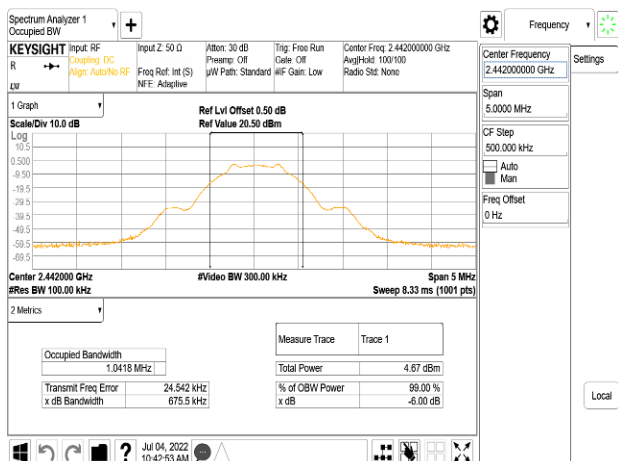 Spectrum Analyzer 1
Occupied BW
+
Frequency
KEYSIGHT
R
Input: RF
Coupling: DC
Align: Auto/No RF
Input Z: 50 Ω
Freq Ref: Int (S)
NFE: Adaptive
Atten: 30 dB
Preamp: Off
µW Path: Standard
Trig: Free Run
Gate: Off
#IF Gain: Low
Center Freq: 2.442000000 GHz
Avg|Hold: 100/100
Radio Std: None
Center Frequency
2.442000000 GHz
Settings
Span
5.0000 MHz
CF Step
500.000 kHz
Auto
Man
Freq Offset
0 Hz
Local
1 Graph
Scale/Div 10.0 dB
Ref Lvl Offset 0.50 dB
Ref Value 20.50 dBm
Log
10.5
0.500
-9.50
-19.5
-29.5
-39.5
-49.5
-59.5
-69.5
Center 2.442000 GHz
#Video BW 300.00 kHz
Span 5 MHz
#Res BW 100.00 kHz
Sweep 8.33 ms (1001 pts)
2 Metrics
Measure Trace Trace 1
Occupied Bandwidth
1.0418 MHz
Total Power 4.67 dBm
Transmit Freq Error 24.542 kHz
% of OBW Power 99.00 %
x dB Bandwidth 675.5 kHz
x dB -6.00 dB
?
Jul 04, 2022
10:42:53 AM